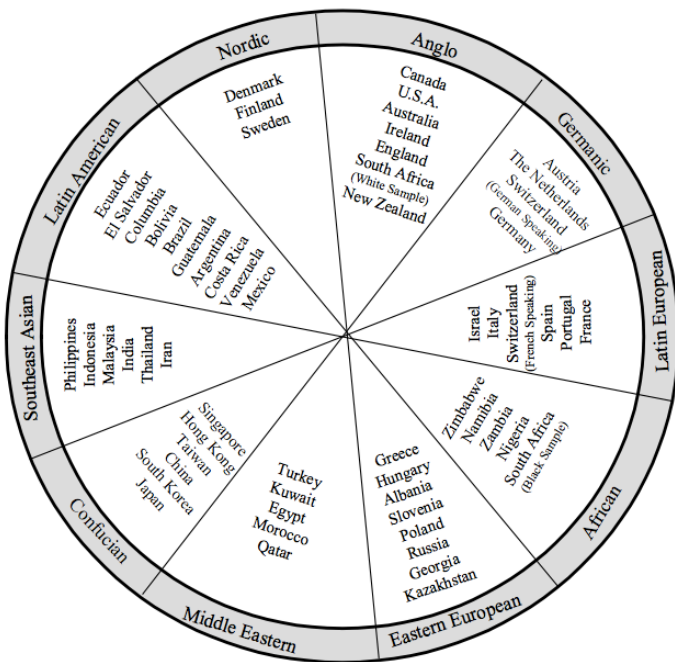 Nordic
Denmark
Finland
Sweden
Anglo
Canada
U.S.A.
Australia
Ireland
England
South Africa
(White Sample)
New Zealand
Germanic
Austria
The Netherlands
Switzerland
(German Speaking)
Germany
Latin European
Israel
Italy
Switzerland
(French Speaking)
Spain
Portugal
France
African
Zimbabwe
Namibia
Zambia
Nigeria
South Africa
(Black Sample)
Eastern European
Greece
Hungary
Albania
Slovenia
Poland
Russia
Georgia
Kazakhstan
Middle Eastern
Turkey
Kuwait
Egypt
Morocco
Qatar
Confucian
Singapore
Hong Kong
Taiwan
China
South Korea
Japan
Southeast Asian
Philippines
Indonesia
Malaysia
India
Thailand
Iran
Latin American
Ecuador
El Salvador
Columbia
Bolivia
Brazil
Guatemala
Argentina
Costa Rica
Venezuela
Mexico